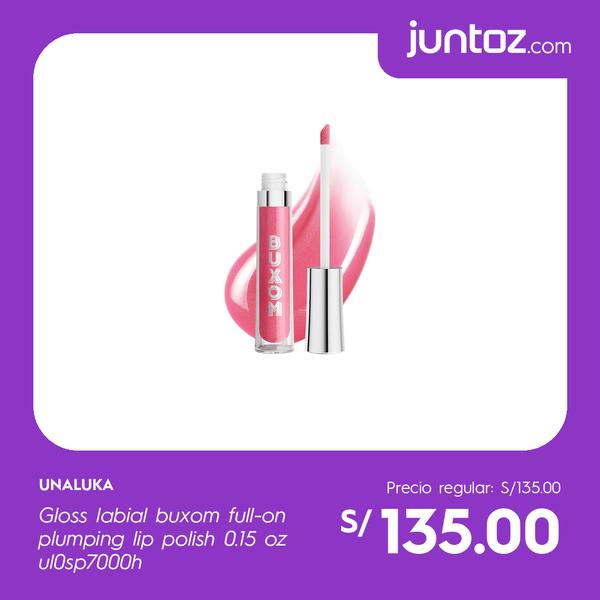 juntoz.com
BUXOM
UNALUKA
Gloss labial buxom full-on
plumping lip polish 0.15 oz
ul0sp7000h
Precio regular: S/135.00
S/ 135.00